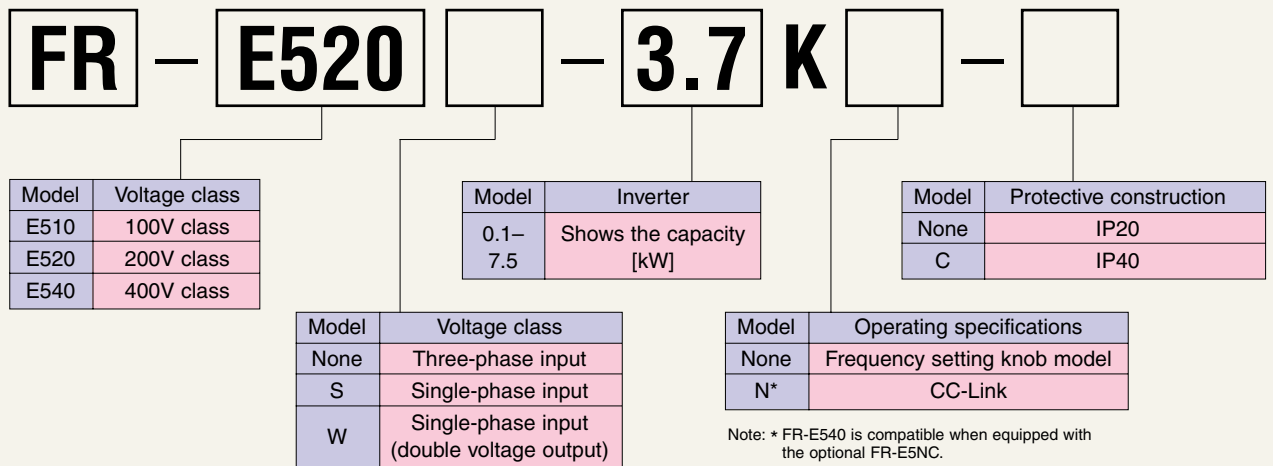 FR – E520 – 3.7 K –
Model Voltage class
E510 100V class
E520 200V class
E540 400V class
Model Voltage class
None Three-phase input
S Single-phase input
W Single-phase input
(double voltage output)
Model Inverter
0.1–
7.5
Shows the capacity
[kW]
Model Operating specifications
None Frequency setting knob model
N* CC-Link
Note: * FR-E540 is compatible when equipped with
the optional FR-E5NC.
Model Protective construction
None IP20
C IP40